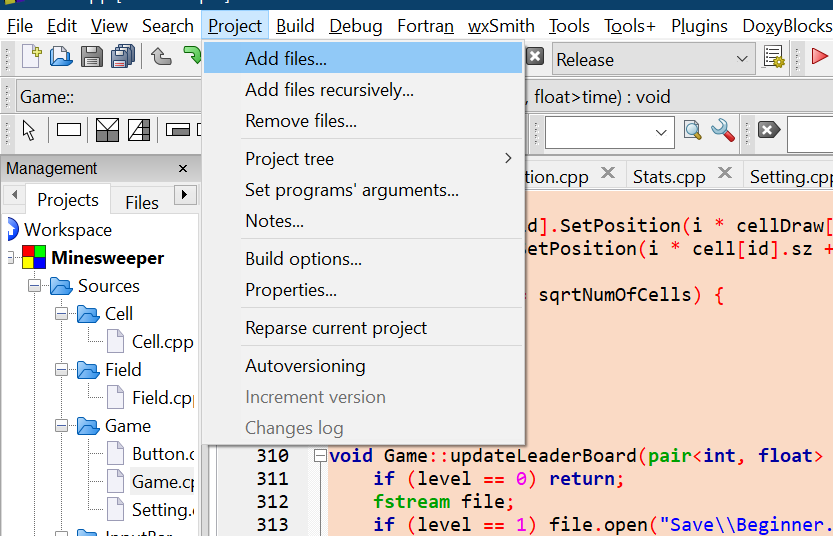 File Edit View Search Project Build Debug Fortran wxSmith Tools Tools+ Plugins DoxyBlocks
Add files...
Release
Add files recursively...
Game::
, float>time) : void
Remove files...
Management
Project tree
Projects
Files
tion.cpp
Stats.cpp
Setting.cpp
Set programs' arguments...
Notes...
id].SetPosition(i * cellDraw[
Workspace
etPosition(i * cell[id].sz +
Minesweeper
Build options...
Sources
Properties...
sqrtNumOfCells) {
Cell
Reparse current project
Cell.cpp
Field
Autoversioning
Field.cpp
Increment version
Game
Changes log
Button.c
310 void Game::updateLeaderBoard(pair<int, float>
Game.cp
311 if (level == 0) return;
312 fstream file;
Setting.
313 if (level == 1) file.open("Save\\Beginner.